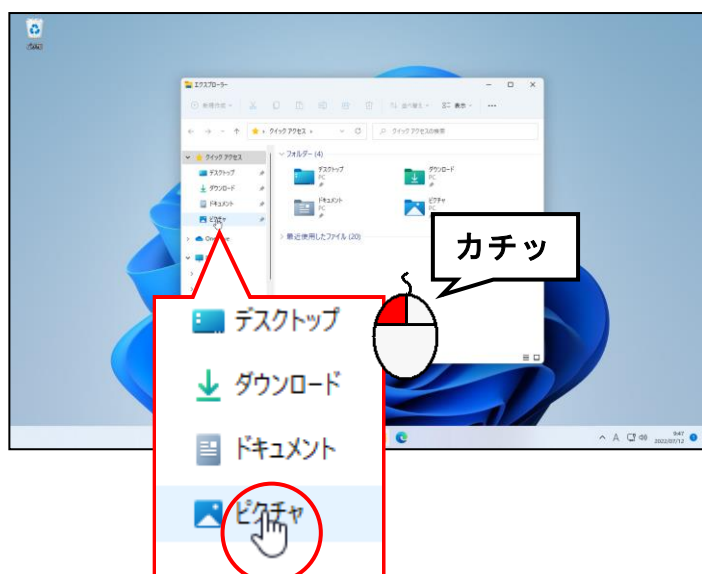 エクスプローラー
新規作成
並べ替え
表示
クイック アクセス
クイック アクセスの検索
クイック アクセス
デスクトップ
ダウンロード
ドキュメント
ピクチャ
フォルダー (4)
デスクトップ
PC
ダウンロード
PC
ドキュメント
PC
ピクチャ
最近使用したファイル (20)
カチッ
デスクトップ
ダウンロード
ドキュメント
ピクチャ
A
9:47
2022/07/12